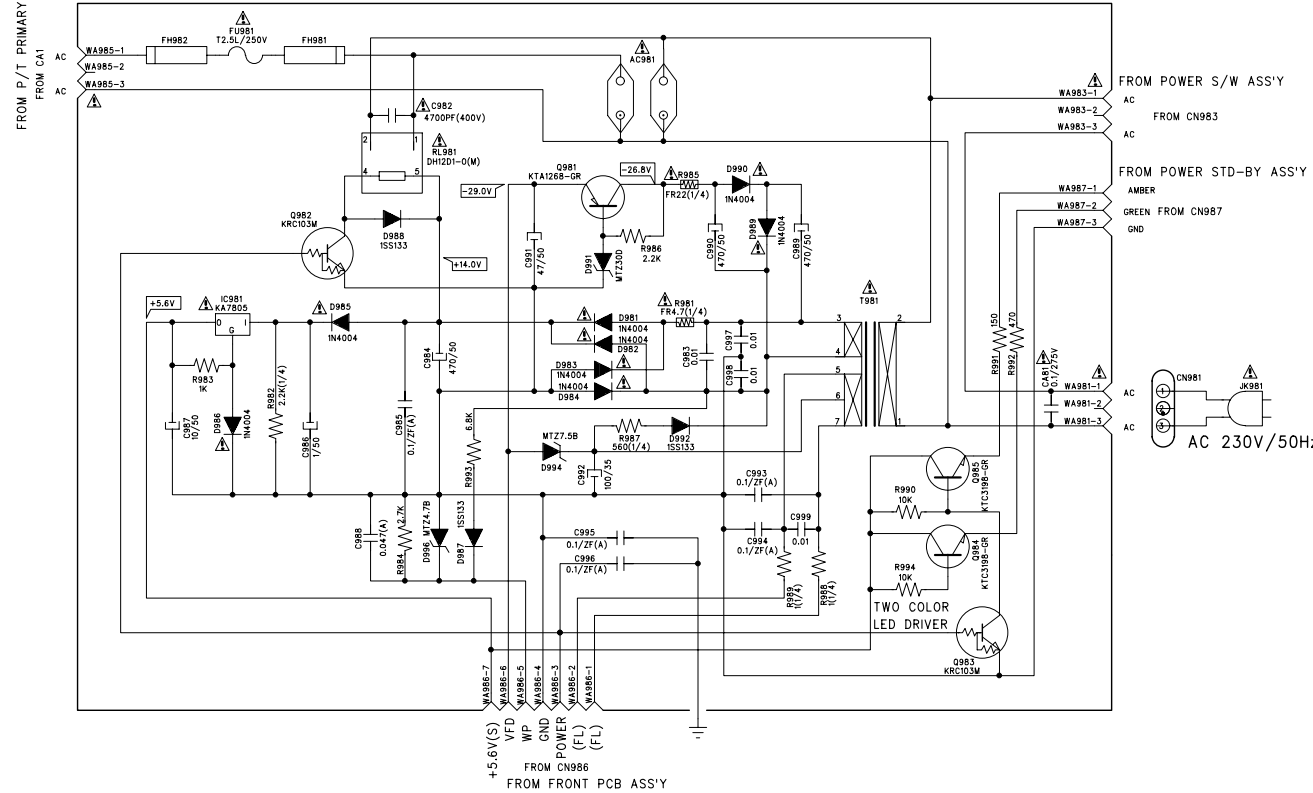 FROM P/T PRIMARY
FROM CA1
AC
WA985-1
WA985-2
AC
WA985-3
FH982
FU981
T2.5L/250V
FH981
AC981
C982
4700PF(400V)
2
1
4
5
RL981
DH12D1-0(M)
Q982
KRC103M
D988
1SS133
+14.0V
-29.0V
Q981
KTA1268-GR
-26.8V
R985
FR22(1/4)
D990
1N4004
C991
47/50
D991
MTZ30D
R986
2.2K
C990
470/50
D989
1N4004
C989
470/50
WA983-1
WA983-2
WA983-3
FROM POWER S/W ASS'Y
AC
FROM CN983
AC
FROM POWER STD-BY ASS'Y
WA987-1
AMBER
WA987-2
GREEN FROM CN987
WA987-3
GND
+5.6V
IC981
KA7805
O
I
G
D985
1N4004
R983
1K
C987
10/50
D986
1N4004
R982
2.2K(1/4)
C986
1/50
C985
0.1/ZF(A)
C984
470/50
D981
1N4004
D982
D983
1N4004
1N4004
D984
R981
FR4.7(1/4)
C983
0.01
C997
0.01
C998
0.01
T981
3
4
5
6
7
2
1
R991
150
R992
470
CAB1
0.1/275V
WA981-1
AC
WA981-2
WA981-3
AC
CN981
1
2
3
JK981
AC 230V/50H
R993
6.8K
MTZ7.5B
D994
R987
560(1/4)
D992
1SS133
C992
100/35
C988
0.047(A)
R984
2.7K
D996
MTZ4.7B
D987
1SS133
C993
0.1/ZF(A)
C994
0.1/ZF(A)
C999
0.01
C995
0.1/ZF(A)
C996
0.1/ZF(A)
R989
1(1/4)
R988
1(1/4)
Q985
KTC3198-GR
R990
10K
Q984
KTC3198-GR
R994
10K
TWO COLOR
LED DRIVER
Q983
KRC103M
WA986-7
WA986-6
WA986-5
WA986-4
WA986-3
WA986-2
WA986-1
+5.6V(S)
VFD
WP
GND
POWER
(FL)
(FL)
FROM CN986
FROM FRONT PCB ASS'Y